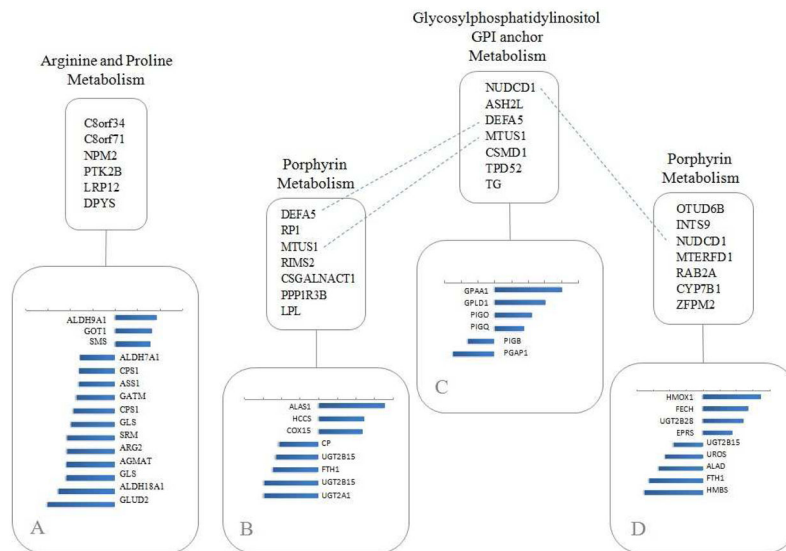 Arginine and Proline
Metabolism
C8orf34
C8orf71
NPM2
PTK2B
LRP12
DPYS
ALDH9A1
GOT1
SMS
ALDH7A1
CPS1
ASS1
GATM
CPS1
GLS
SRM
ARG2
AGMAT
GLS
ALDH18A1
GLUD2
A
Porphyrin
Metabolism
DEFA5
RP1
MTUS1
RIMS2
CSGALNACT1
PPP1R3B
LPL
ALAS1
HCCS
COX15
CP
UGT2B15
FTH1
UGT2B15
UGT2A1
B
Glycosylphosphatidylinositol
GPI anchor
Metabolism
NUDCD1
ASH2L
DEFA5
MTUS1
CSMD1
TPD52
TG
GPAA1
GPLD1
PIGO
PIGQ
PIGB
PGAP1
C
Porphyrin
Metabolism
OTUD6B
INTS9
NUDCD1
MTERFD1
RAB2A
CYP7B1
ZFPM2
HMOX1
FECH
UGT2B28
EPRS
UGT2B15
UROS
ALAD
FTH1
HMBS
D